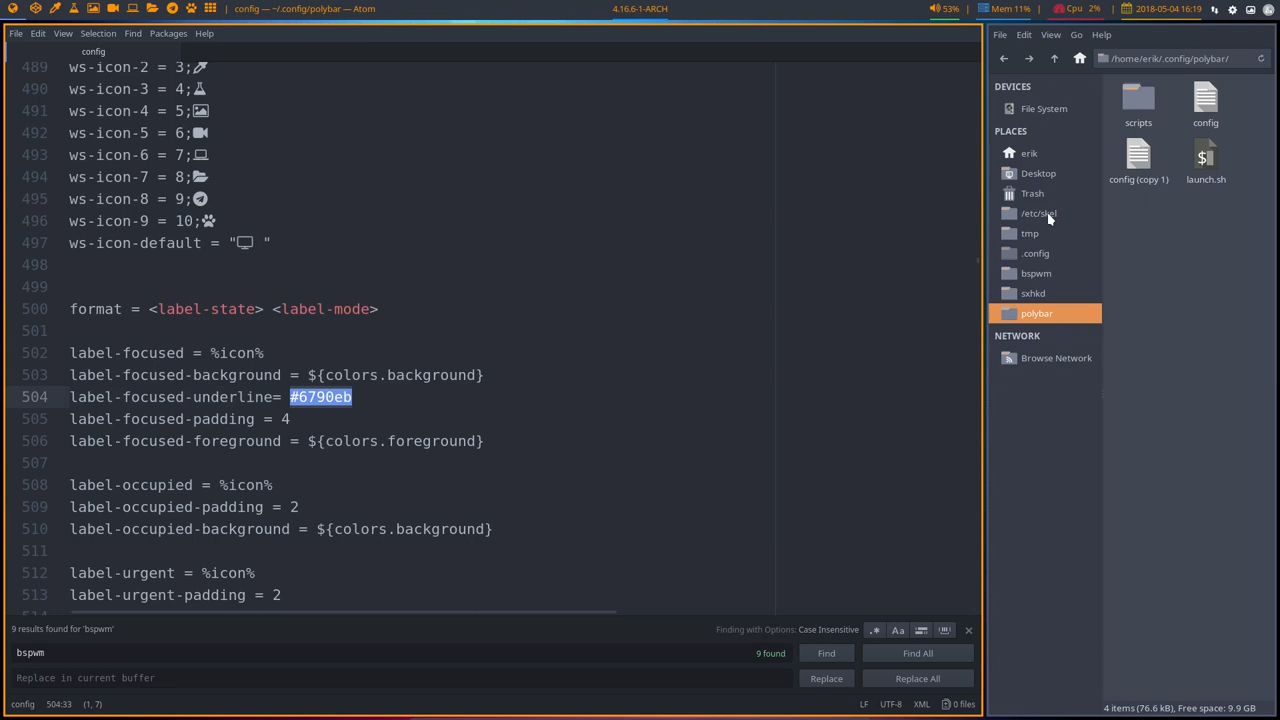 config — ~/.config/polybar — Atom
4.16.6-1-ARCH
53%
Mem 11%
Cpu 2%
2018-05-04 16:19
File Edit View Selection Find Packages Help
config
489 ws-icon-2 = 3;
490 ws-icon-3 = 4;
491 ws-icon-4 = 5;
492 ws-icon-5 = 6;
493 ws-icon-6 = 7;
494 ws-icon-7 = 8;
495 ws-icon-8 = 9;
496 ws-icon-9 = 10;
497 ws-icon-default = " "
498
499
500 format = <label-state> <label-mode>
501
502 label-focused = %icon%
503 label-focused-background = ${colors.background}
504 label-focused-underline= #6790eb
505 label-focused-padding = 4
506 label-focused-foreground = ${colors.foreground}
507
508 label-occupied = %icon%
509 label-occupied-padding = 2
510 label-occupied-background = ${colors.background}
511
512 label-urgent = %icon%
513 label-urgent-padding = 2
9 results found for 'bspwm'
Finding with Options: Case Insensitive
.* Aa
bspwm
9 found
Find
Find All
Replace in current buffer
Replace
Replace All
config 504:33 (1, 7)
LF UTF-8 XML 0 files
File Edit View Go Help
/home/erik/.config/polybar/
DEVICES
File System
PLACES
erik
Desktop
Trash
/etc/skel
tmp
.config
bspwm
sxhkd
polybar
NETWORK
Browse Network
scripts
config
config (copy 1)
$
launch.sh
4 items (76.6 kB), Free space: 9.9 GB